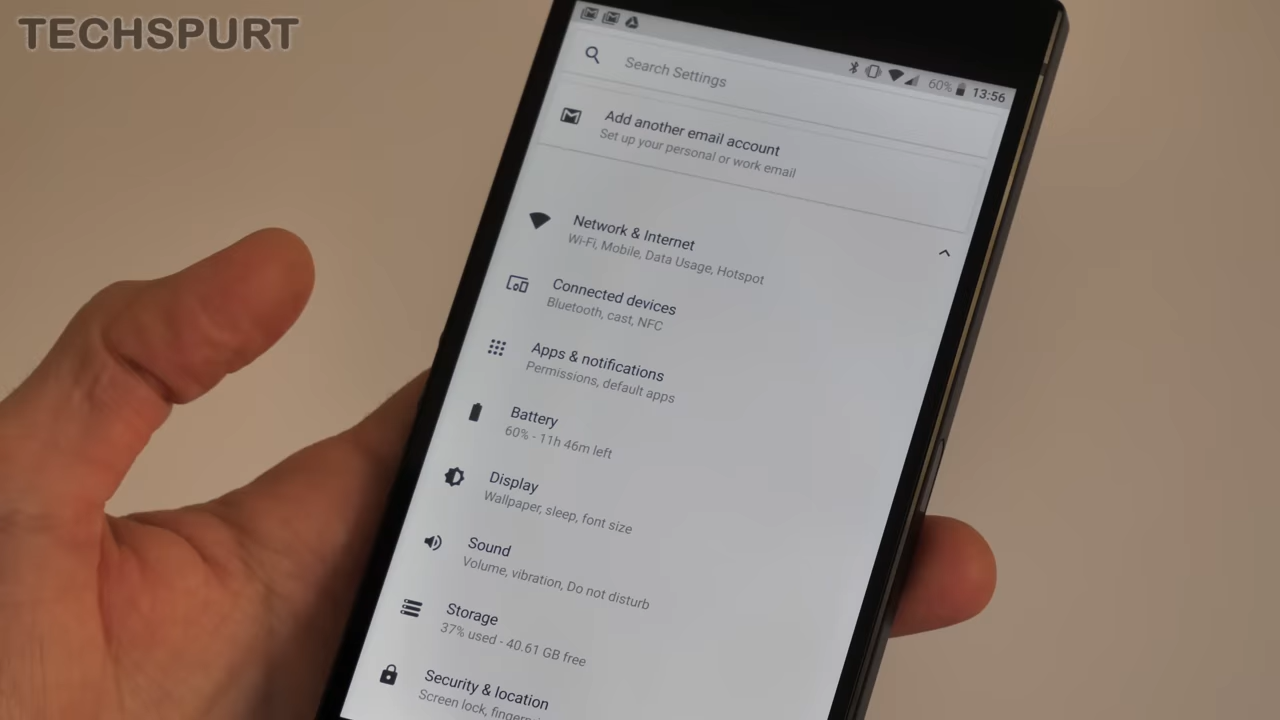 TECHSPURT
60% 13:56
Search Settings
Add another email account
Set up your personal or work email
Network & Internet
Wi-Fi, Mobile, Data Usage, Hotspot
Connected devices
Bluetooth, cast, NFC
Apps & notifications
Permissions, default apps
Battery
60% - 11h 46m left
Display
Wallpaper, sleep, font size
Sound
Volume, vibration, Do not disturb
Storage
37% used - 40.61 GB free
Security & location
Screen lock,